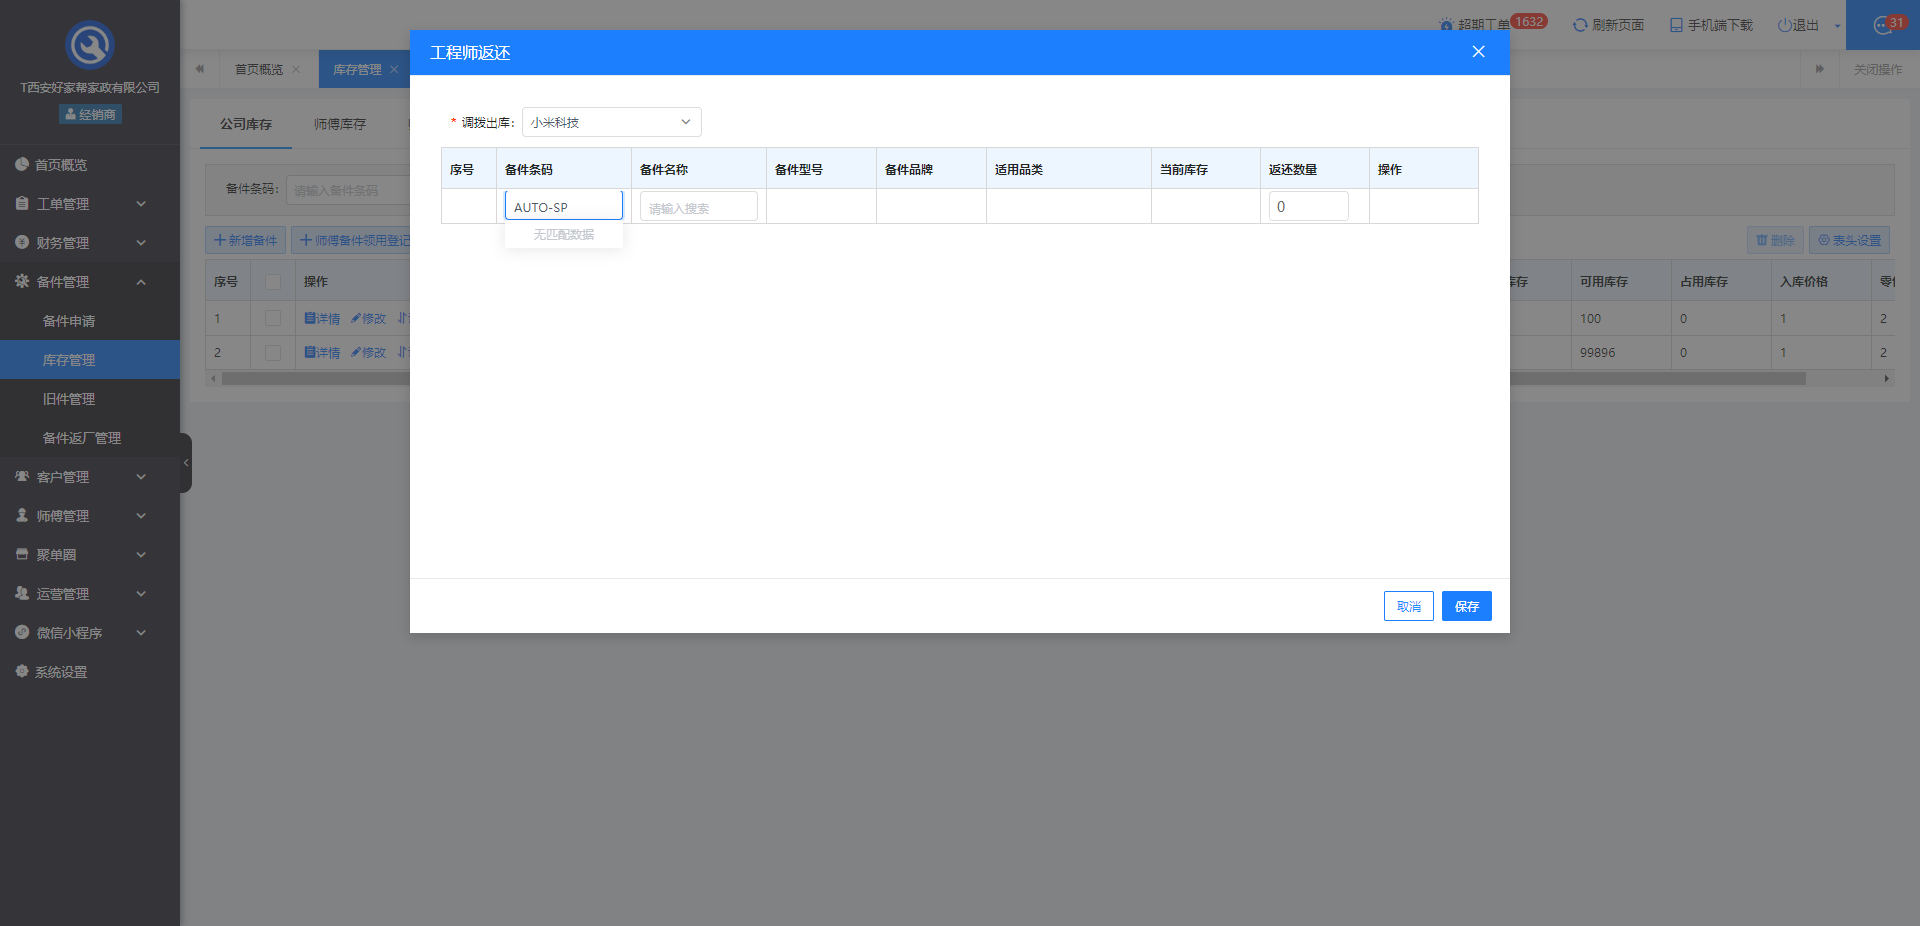 超期工单
1632
刷新页面
手机端下载
退出
31
T西安好家帮家政有限公司
经销商
首页概览
工单管理
财务管理
备件管理
备件申请
库存管理
旧件管理
备件返厂管理
客户管理
师傅管理
聚单圈
运营管理
微信小程序
系统设置
首页概览
库存管理
关闭操作
公司库存
师傅库存
备件条码：
请输入备件条码
新增备件
师傅备件领用登记
删除
表头设置
序号
操作
库存
可用库存
占用库存
入库价格
1
详情
修改
100
0
1
2
2
详情
修改
99896
0
1
2
工程师返还
* 调拨出库：
小米科技
序号
备件条码
备件名称
备件型号
备件品牌
适用品类
当前库存
返还数量
操作
AUTO-SP
请输入搜索
0
无匹配数据
取消
保存